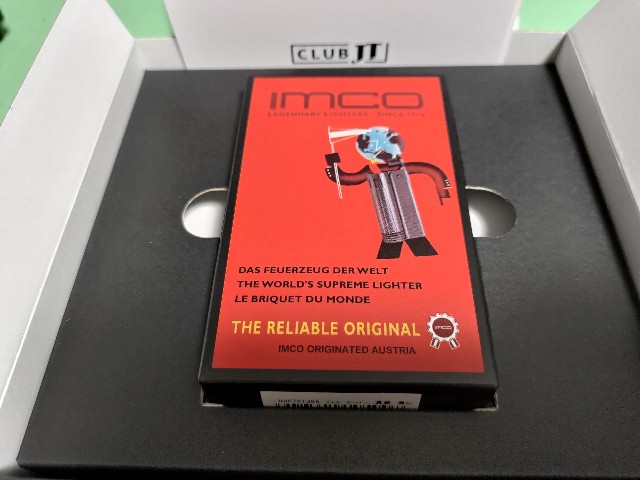 CLUB JT
IMCO
LEGENDARY LIGHTERS - SINCE 1918
DAS FEUERZEUG DER WELT
THE WORLD'S SUPREME LIGHTER
LE BRIQUET DU MONDE
THE RELIABLE ORIGINAL
IMCO
IMCO ORIGINATED AUSTRIA